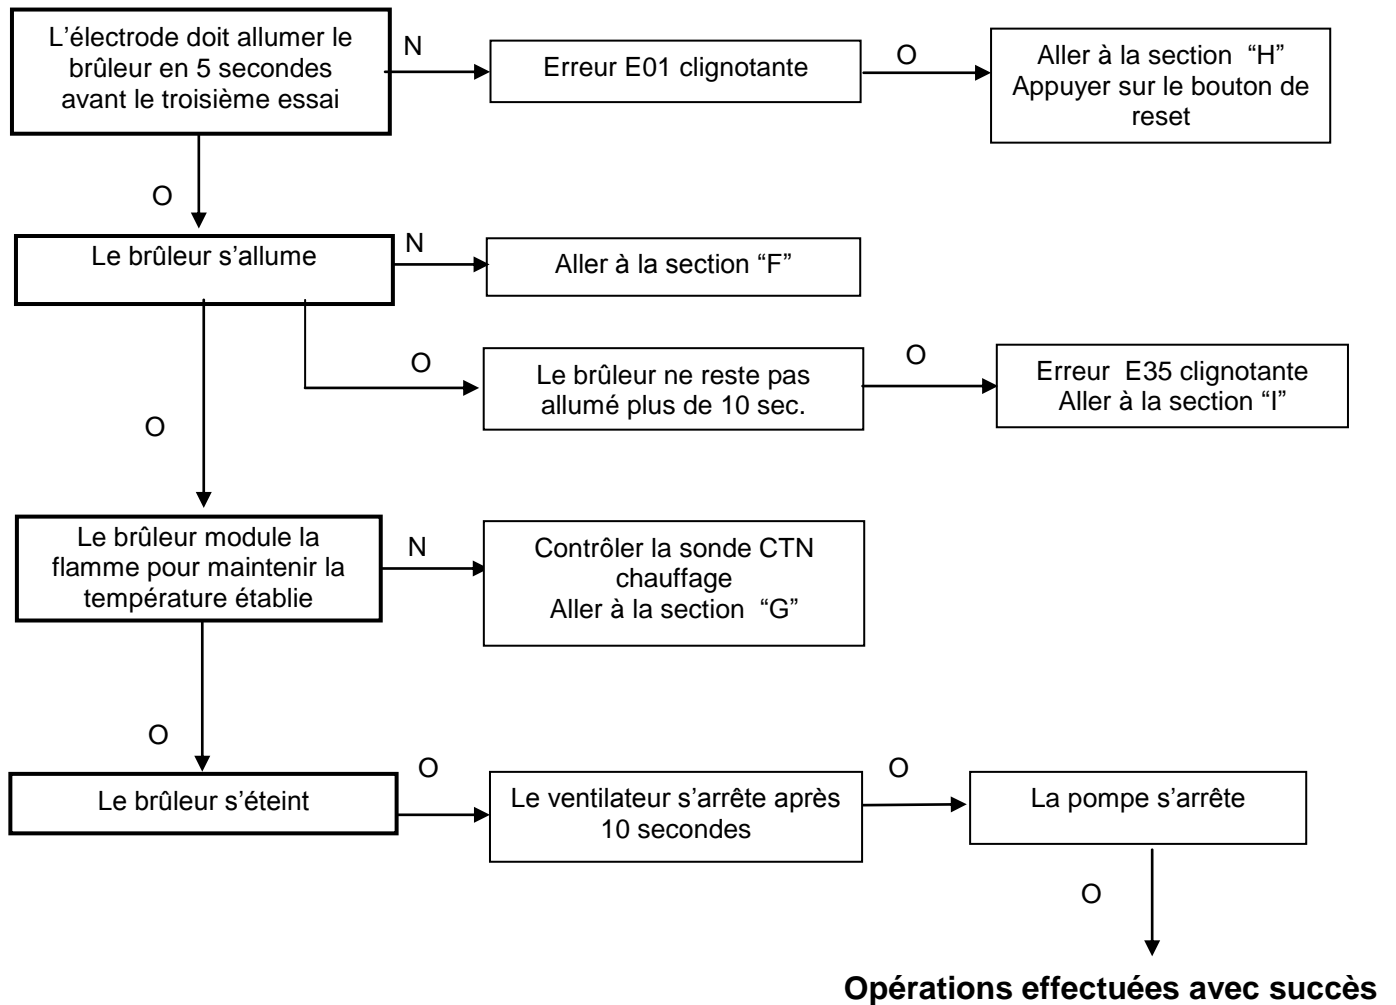 L’électrode doit allumer le
brûleur en 5 secondes
avant le troisième essai
N
Erreur E01 clignotante
O
Aller à la section “H”
Appuyer sur le bouton de
reset
O
Le brûleur s’allume
N
Aller à la section “F”
O
Le brûleur ne reste pas
allumé plus de 10 sec.
O
Erreur E35 clignotante
Aller à la section “I”
O
Le brûleur module la
flamme pour maintenir la
température établie
N
Contrôler la sonde CTN
chauffage
Aller à la section “G”
O
Le brûleur s’éteint
O
Le ventilateur s’arrête après
10 secondes
O
La pompe s’arrête
O
Opérations effectuées avec succès